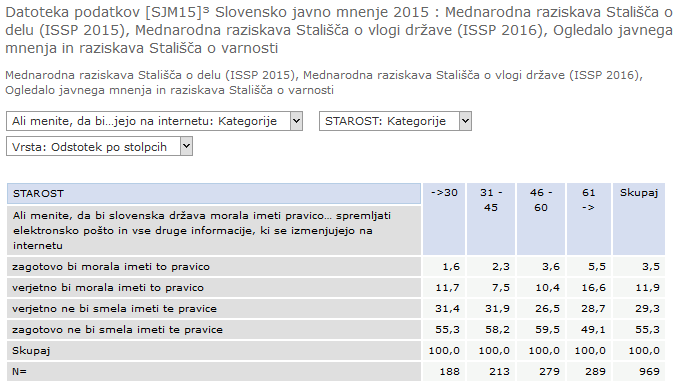 Datoteka podatkov [SJM15]³ Slovensko javno mnenje 2015 : Mednarodna raziskava Stališča o
delu (ISSP 2015), Mednarodna raziskava Stališča o vlogi države (ISSP 2016), Ogledalo javnega
mnenja in raziskava Stališča o varnosti
Mednarodna raziskava Stališča o delu (ISSP 2015), Mednarodna raziskava Stališča o vlogi države (ISSP 2016),
Ogledalo javnega mnenja in raziskava Stališča o varnosti
Ali menite, da bi...jejo na internetu: Kategorije STAROST: Kategorije
Vrsta: Odstotek po stolpcih
STAROST ->30 31 - 45 46 - 60 61 -> Skupaj
Ali menite, da bi slovenska država morala imeti pravico... spremljati
elektronsko pošto in vse druge informacije, ki se izmenjujejo na
internetu
zagotovo bi morala imeti to pravico 1,6 2,3 3,6 5,5 3,5
verjetno bi morala imeti to pravico 11,7 7,5 10,4 16,6 11,9
verjetno ne bi smela imeti te pravice 31,4 31,9 26,5 28,7 29,3
zagotovo ne bi smela imeti te pravice 55,3 58,2 59,5 49,1 55,3
Skupaj 100,0 100,0 100,0 100,0 100,0
N= 188 213 279 289 969